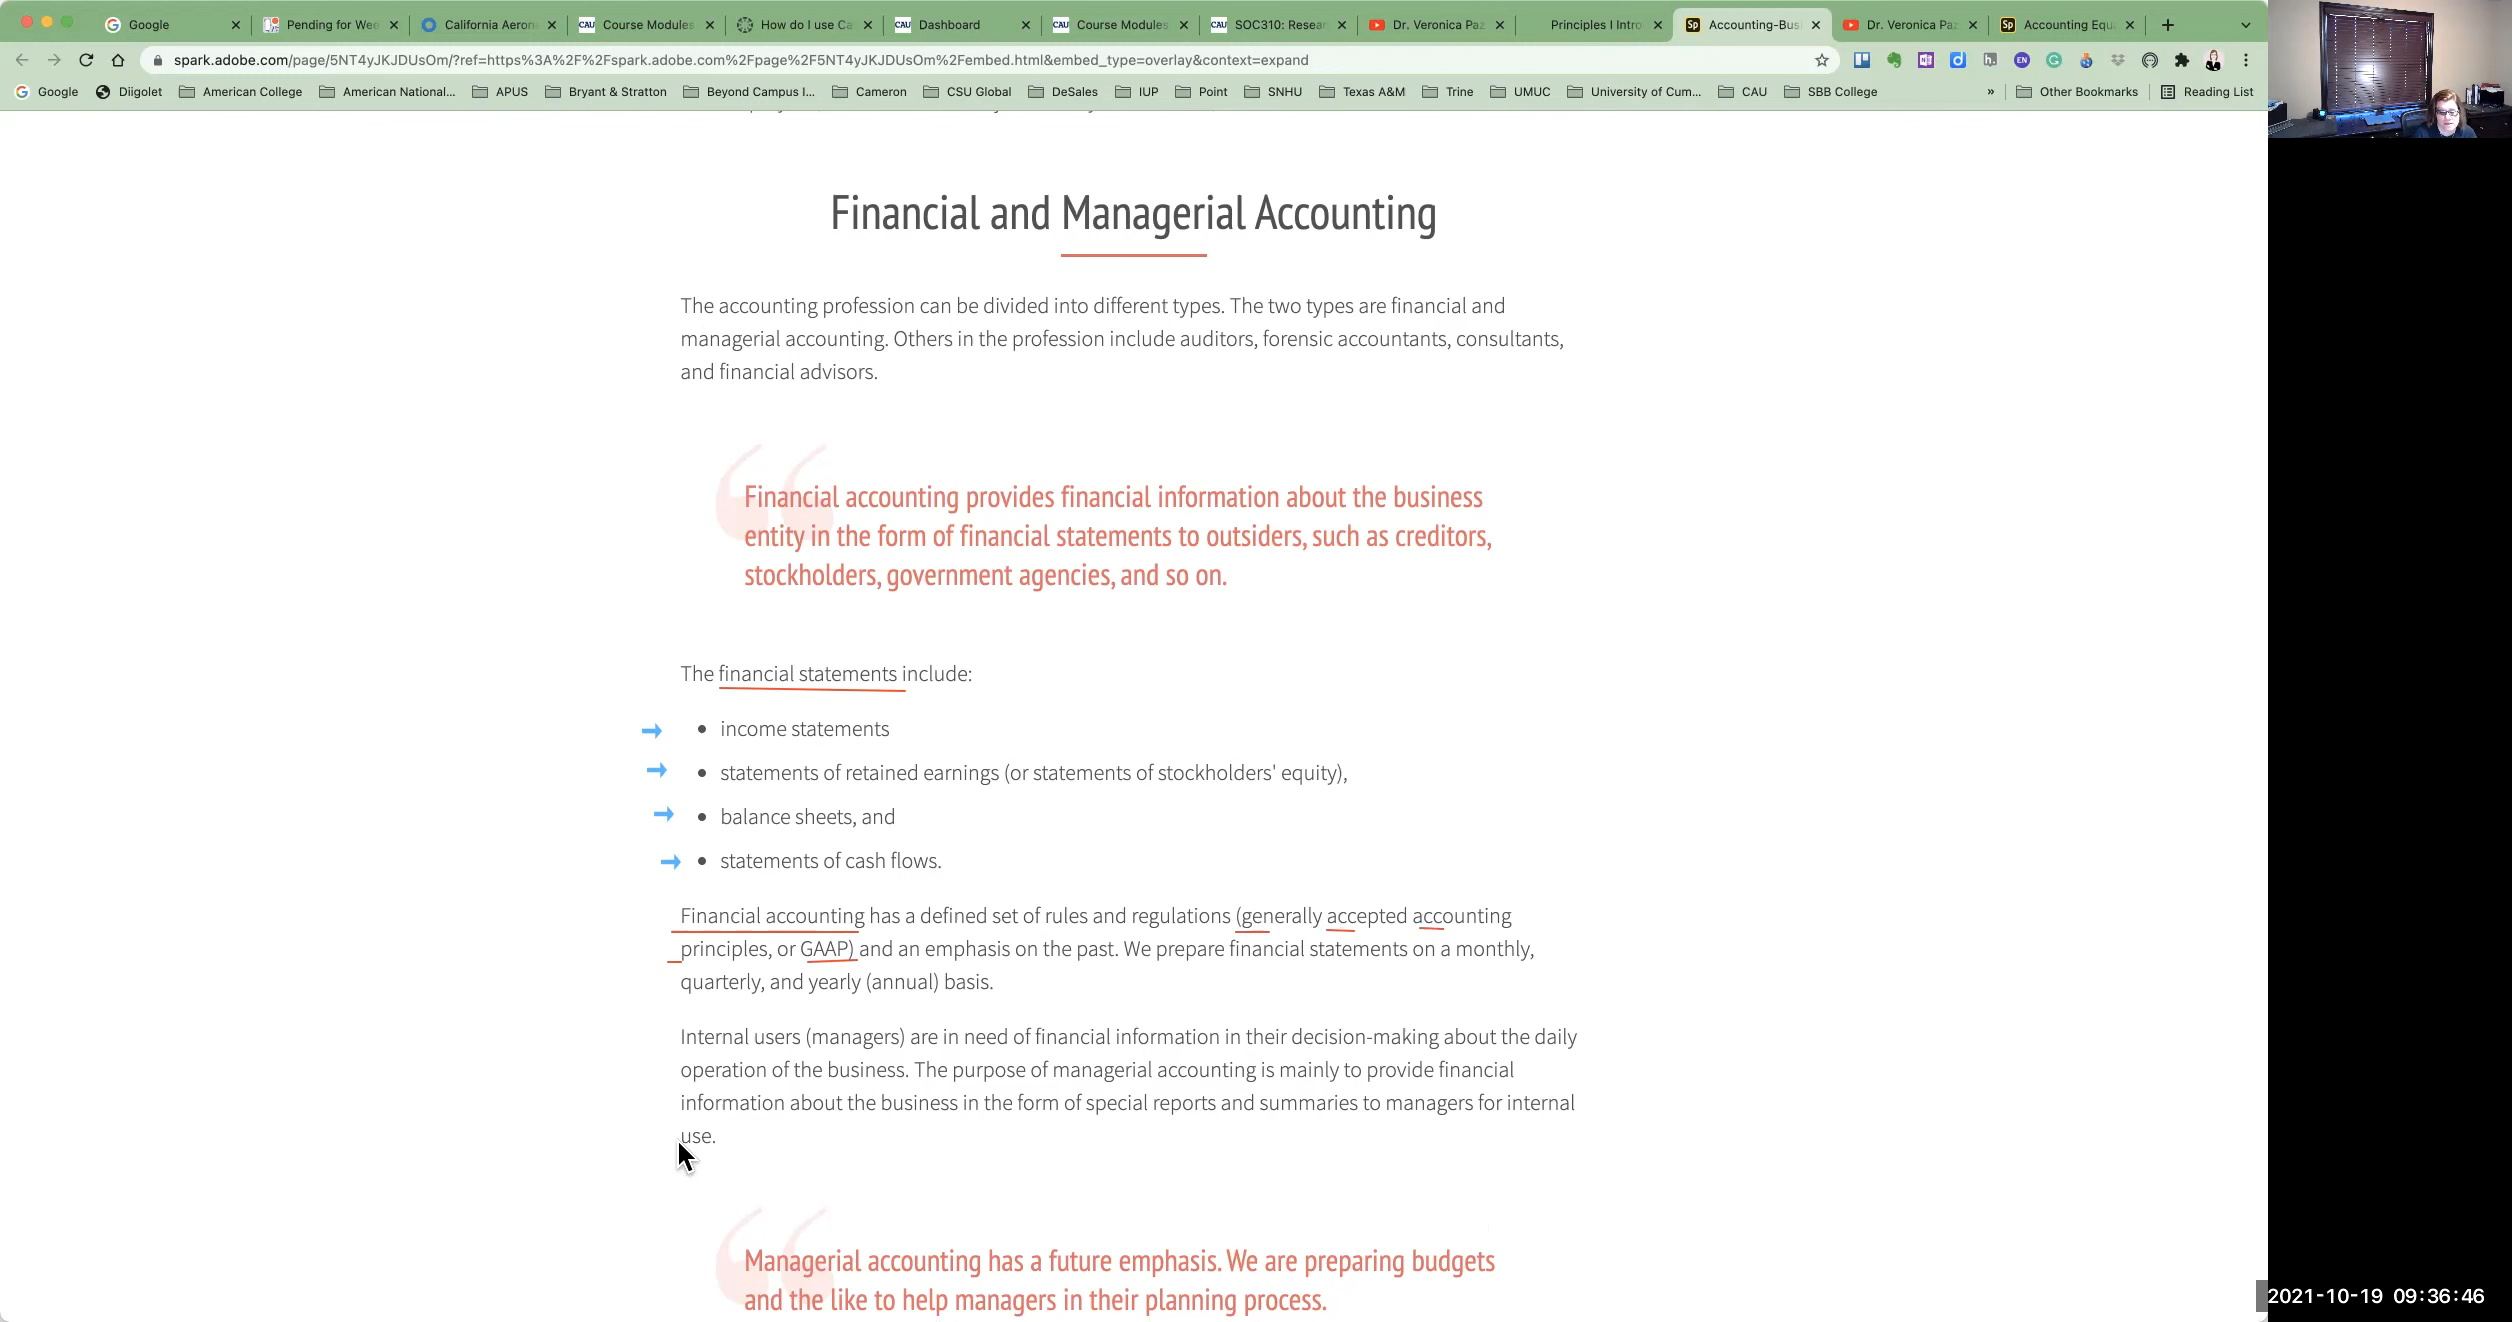 Google
Pending for Wee
California Aeron
Course Modules
How do I use Ca
Dashboard
Course Modules
SOC310: Resear
Dr. Veronica Paz
Principles I Intro
Accounting-Bus
Dr. Veronica Paz
Accounting Equ
spark.adobe.com/page/5NT4yJKJDUsOm/?ref=https%3A%2F%2Fspark.adobe.com%2Fpage%2F5NT4yJKJDUsOm%2Fembed.html&embed_type=overlay&context=expand
Google Diigolet American College American National... APUS Bryant & Stratton Beyond Campus I... Cameron CSU Global DeSales IUP Point SNHU Texas A&M Trine UMUC University of Cum... CAU SBB College » Other Bookmarks Reading List
Financial and Managerial Accounting
The accounting profession can be divided into different types. The two types are financial and
managerial accounting. Others in the profession include auditors, forensic accountants, consultants,
and financial advisors.
Financial accounting provides financial information about the business
entity in the form of financial statements to outsiders, such as creditors,
stockholders, government agencies, and so on.
The financial statements include:
• income statements
• statements of retained earnings (or statements of stockholders' equity),
• balance sheets, and
• statements of cash flows.
Financial accounting has a defined set of rules and regulations (generally accepted accounting
principles, or GAAP) and an emphasis on the past. We prepare financial statements on a monthly,
quarterly, and yearly (annual) basis.
Internal users (managers) are in need of financial information in their decision-making about the daily
operation of the business. The purpose of managerial accounting is mainly to provide financial
information about the business in the form of special reports and summaries to managers for internal
use.
Managerial accounting has a future emphasis. We are preparing budgets
and the like to help managers in their planning process.
2021-10-19 09:36:46